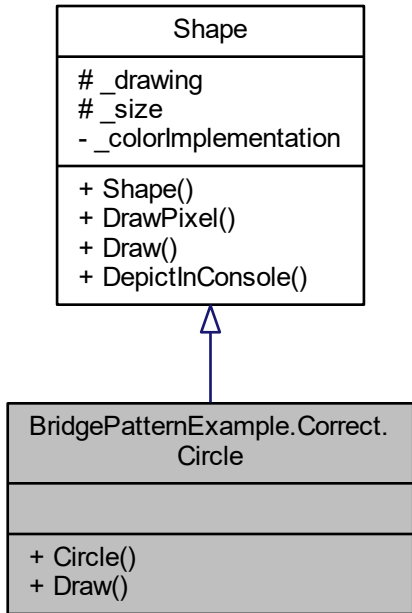 Shape
# _drawing
# _size
- _colorImplementation
+ Shape()
+ DrawPixel()
+ Draw()
+ DepictInConsole()
BridgePatternExample.Correct.
Circle
+ Circle()
+ Draw()